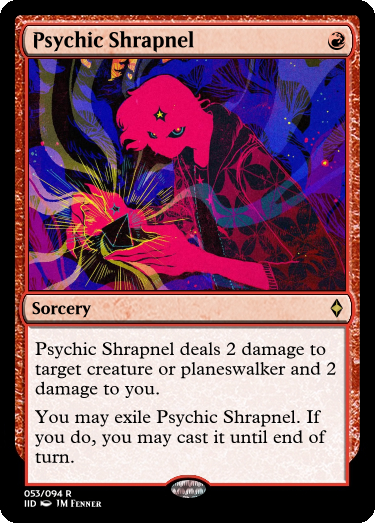 Psychic Shrapnel
Sorcery
Psychic Shrapnel deals 2 damage to
target creature or planeswalker and 2
damage to you.
You may exile Psychic Shrapnel. If
you do, you may cast it until end of
turn.
053/094 R
IID JM Fenner